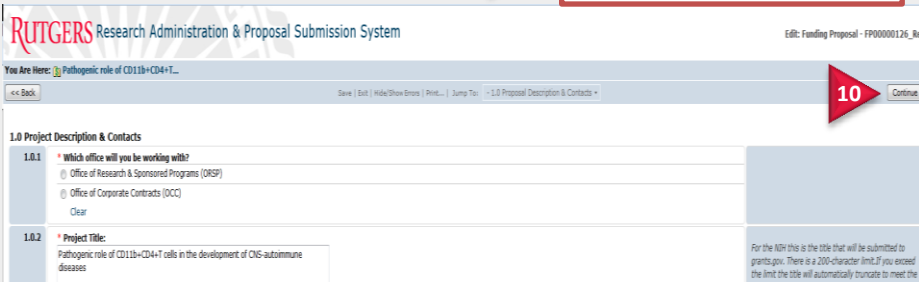 RUTGERS Research Administration & Proposal Submission System
Edit: Funding Proposal - FP00000126_Re
You Are Here: Pathogenic role of CD11b+CD4+T...
<< Back
Save | Exit | Hide/Show Errors | Print... | Jump To: - 1.0 Proposal Description & Contacts
10
Continue
1.0 Project Description & Contacts
1.0.1
* Which office will you be working with?
Office of Research & Sponsored Programs (ORSP)
Office of Corporate Contracts (OCC)
Clear
1.0.2
* Project Title:
Pathogenic role of CD11b+CD4+T cells in the development of CNS-autoimmune
diseases
For the NIH this is the title that will be submitted to
grants.gov. There is a 200-character limit.If you exceed
the limit the title will automatically truncate to meet the